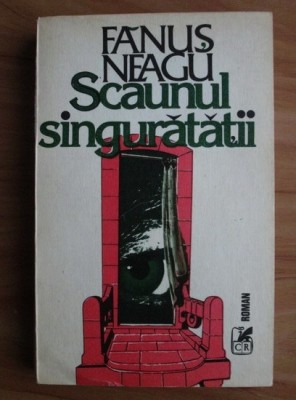 FĂNUȘ
NEAGU
Scaunul
singurătății
ROMAN
CR